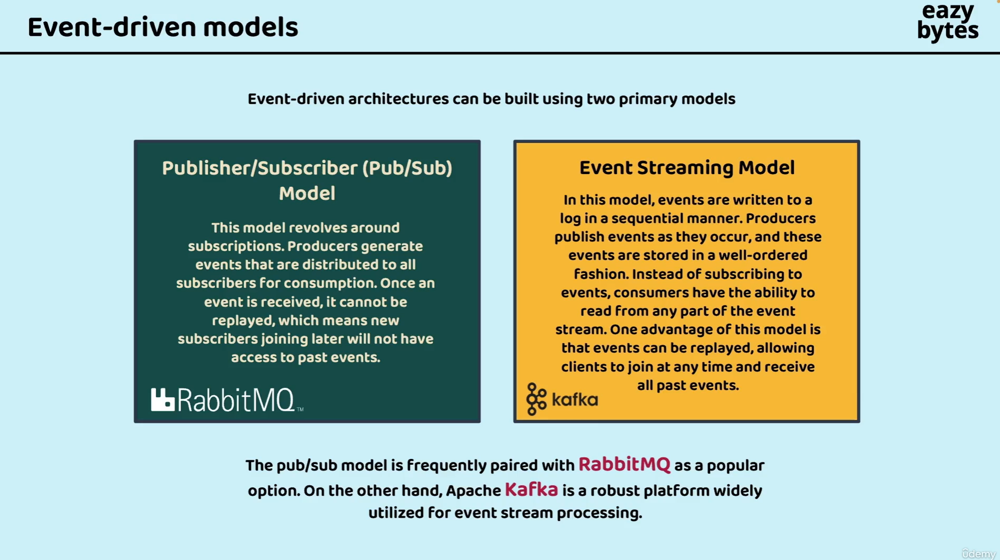 Event-driven models
eazy
bytes
Event-driven architectures can be built using two primary models
Publisher/Subscriber (Pub/Sub)
Model
This model revolves around
subscriptions. Producers generate
events that are distributed to all
subscribers for consumption. Once an
event is received, it cannot be
replayed, which means new
subscribers joining later will not have
access to past events.
RabbitMQ TM
Event Streaming Model
In this model, events are written to a
log in a sequential manner. Producers
publish events as they occur, and these
events are stored in a well-ordered
fashion. Instead of subscribing to
events, consumers have the ability to
read from any part of the event
stream. One advantage of this model is
that events can be replayed, allowing
clients to join at any time and receive
all past events.
kafka
The pub/sub model is frequently paired with RabbitMQ as a popular
option. On the other hand, Apache Kafka is a robust platform widely
utilized for event stream processing.
ûdemy